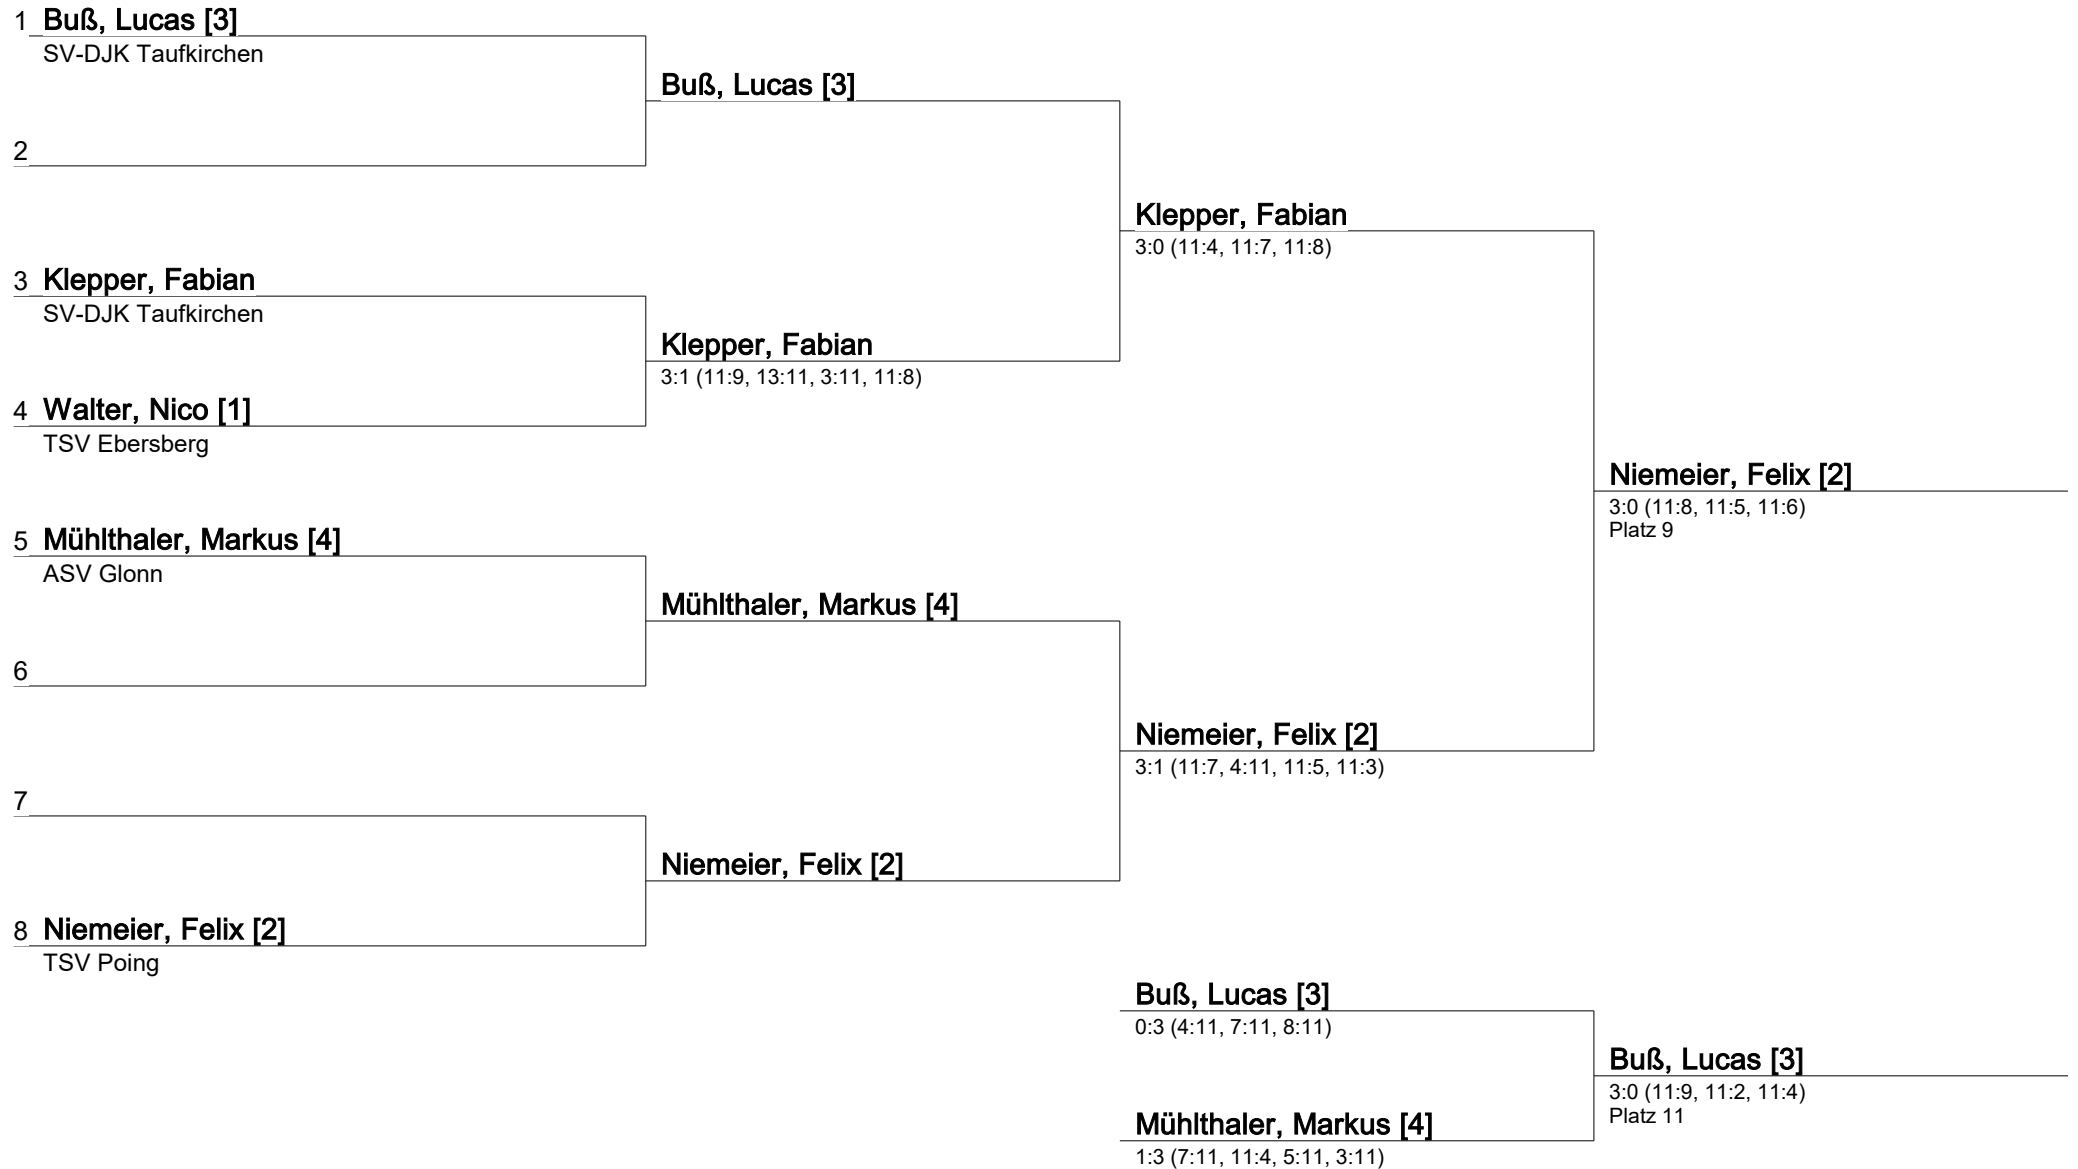 1 Buß, Lucas [3]
SV-DJK Taufkirchen
Buß, Lucas [3]
2
Klepper, Fabian
3:0 (11:4, 11:7, 11:8)
3 Klepper, Fabian
SV-DJK Taufkirchen
Klepper, Fabian
3:1 (11:9, 13:11, 3:11, 11:8)
4 Walter, Nico [1]
TSV Ebersberg
Niemeier, Felix [2]
3:0 (11:8, 11:5, 11:6)
Platz 9
5 Mühlthaler, Markus [4]
ASV Glonn
Mühlthaler, Markus [4]
6
Niemeier, Felix [2]
3:1 (11:7, 4:11, 11:5, 11:3)
7
Niemeier, Felix [2]
8 Niemeier, Felix [2]
TSV Poing
Buß, Lucas [3]
0:3 (4:11, 7:11, 8:11)
Buß, Lucas [3]
3:0 (11:9, 11:2, 11:4)
Platz 11
Mühlthaler, Markus [4]
1:3 (7:11, 11:4, 5:11, 3:11)